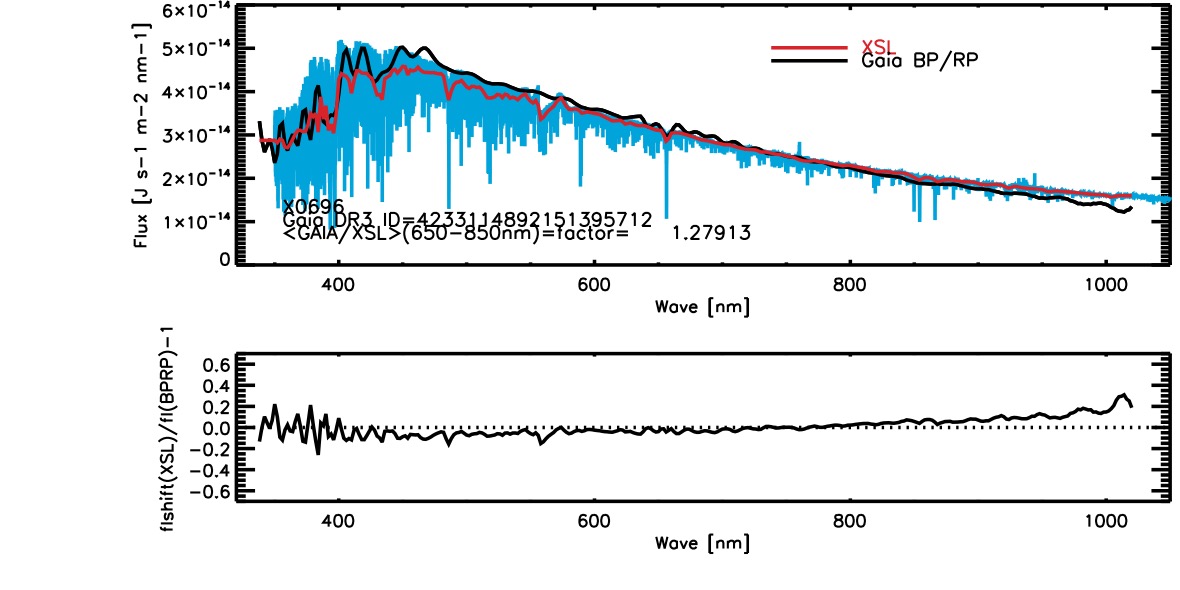 6×10−14
5×10−14
4×10−14
3×10−14
2×10−14
1×10−14
0
Flux [J s−1 m−2 nm−1]
XSL
Gaia BP/RP
X0696
Gaia DR3 ID=4233114892151395712
<GAIA/XSL>(650−850nm)=factor= 1.27913
400 600 800 1000
Wave [nm]
flshift(XSL)/fl(BPRP)−1
0.6
0.4
0.2
0.0
−0.2
−0.4
−0.6
400 600 800 1000
Wave [nm]